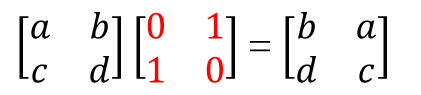 [a b] [0 1] = [b a]
[c d] [1 0] [d c]